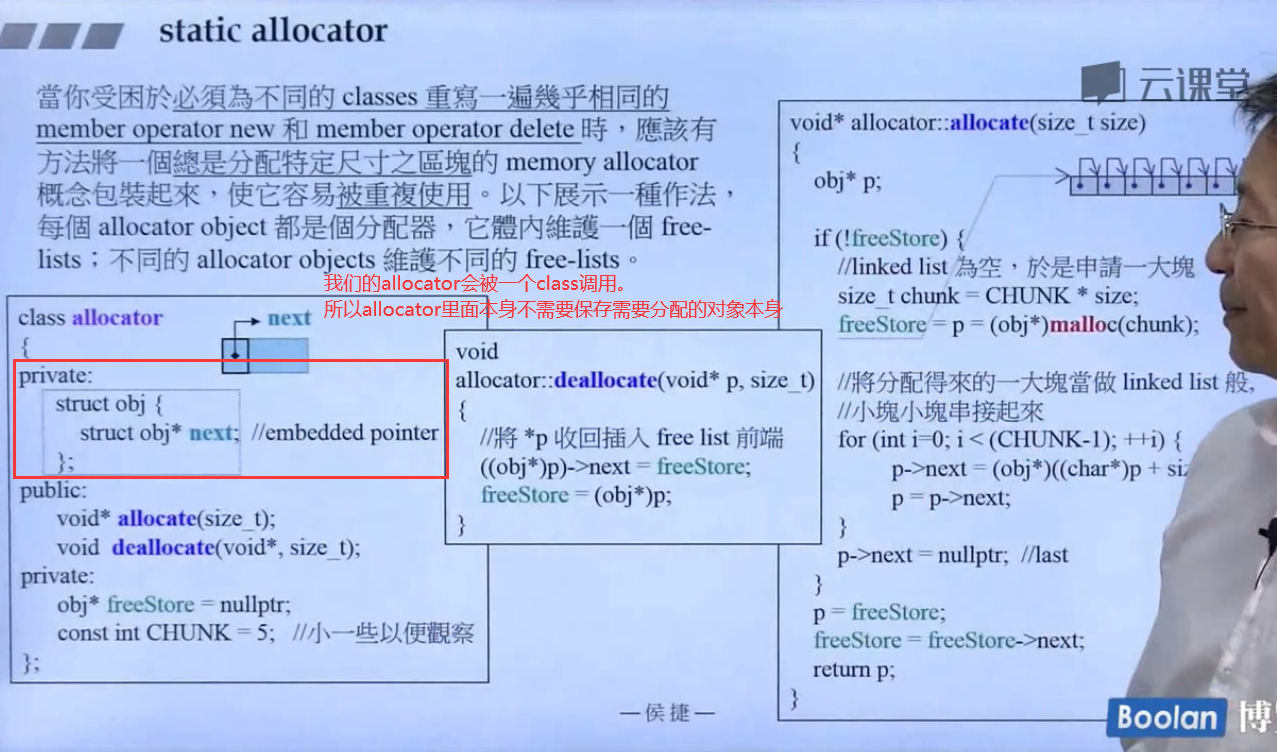 static allocator
云课堂
當你受困於必須為不同的 classes 重寫一遍幾乎相同的
member operator new 和 member operator delete 時，應該有
方法將一個總是分配特定尺寸之區塊的 memory allocator
概念包裝起來，使它容易被重複使用。以下展示一種作法，
每個 allocator object 都是個分配器，它體內維護一個 free-
lists；不同的 allocator objects 維護不同的 free-lists。
我们的allocator会被一个class调用。
所以allocator里面本身不需要保存需要分配的对象本身
class allocator
next
{
private:
struct obj {
struct obj* next; //embedded pointer
};
public:
void* allocate(size_t);
void deallocate(void*, size_t);
private:
obj* freeStore = nullptr;
const int CHUNK = 5; //小一些以便觀察
};
void
allocator::deallocate(void* p, size_t)
{
//將 *p 收回插入 free list 前端
((obj*)p)->next = freeStore;
freeStore = (obj*)p;
}
void* allocator::allocate(size_t size)
{
obj* p;
if (!freeStore) {
//linked list 為空，於是申請一大塊
size_t chunk = CHUNK * size;
freeStore = p = (obj*)malloc(chunk);
//將分配得來的一大塊當做 linked list 般,
//小塊小塊串接起來
for (int i=0; i < (CHUNK-1); ++i) {
p->next = (obj*)((char*)p +
p = p->next;
}
p->next = nullptr; //last
}
p = freeStore;
freeStore = freeStore->next;
return p;
}
—侯捷—
Boolan 博